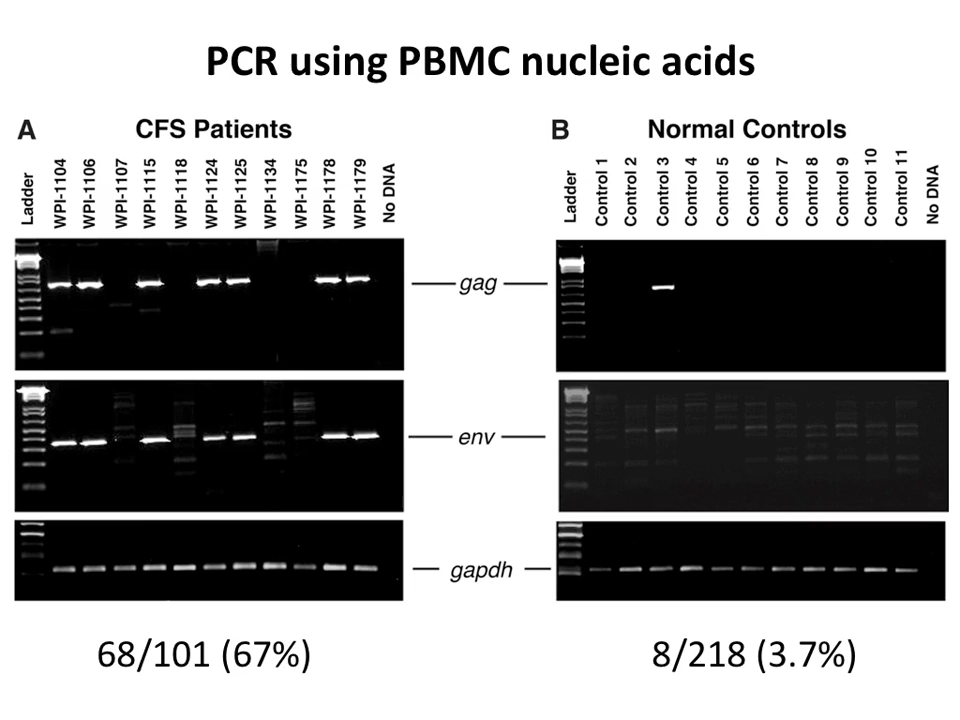 PCR using PBMC nucleic acids
A CFS Patients
Ladder
WPI-1104
WPI-1106
WPI-1107
WPI-1115
WPI-1118
WPI-1124
WPI-1125
WPI-1134
WPI-1175
WPI-1178
WPI-1179
No DNA
B Normal Controls
Ladder
Control 1
Control 2
Control 3
Control 4
Control 5
Control 6
Control 7
Control 8
Control 9
Control 10
Control 11
No DNA
gag
env
gapdh
68/101 (67%)
8/218 (3.7%)